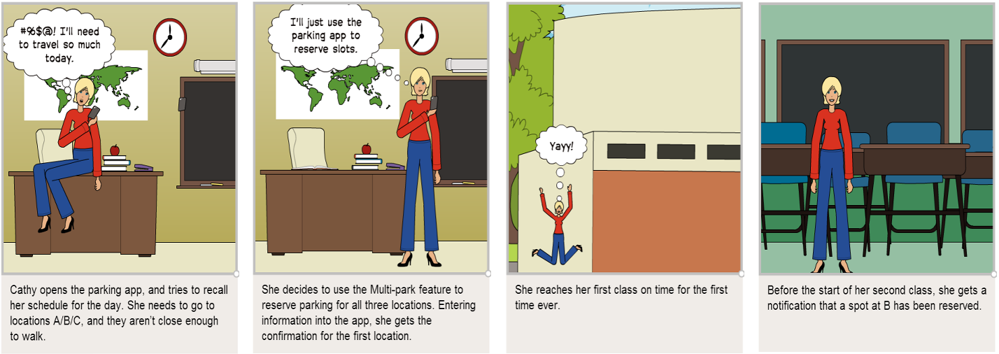 #%$@! I'll need
to travel so much
today.
Cathy opens the parking app, and tries to recall
her schedule for the day. She needs to go to
locations A/B/C, and they aren't close enough
to walk.
I'll just use the
parking app to
reserve slots.
She decides to use the Multi-park feature to
reserve parking for all three locations. Entering
information into the app, she gets the
confirmation for the first location.
Yayy!
She reaches her first class on time for the first
time ever.
Before the start of her second class, she gets a
notification that a spot at B has been reserved.